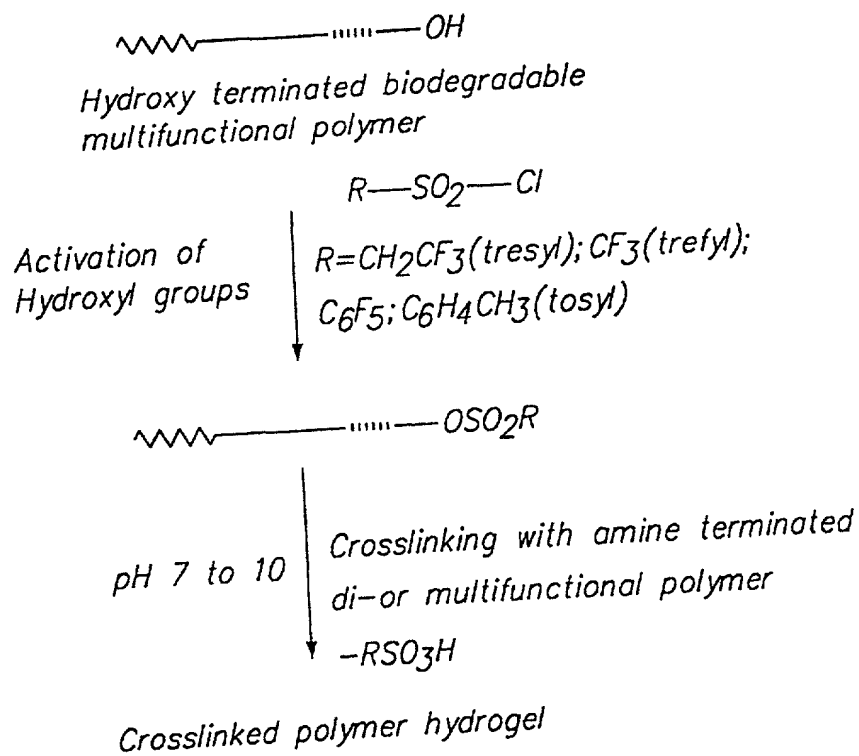 OH
Hydroxy terminated biodegradable
multifunctional polymer
R—SO2—Cl
Activation of
Hydroxyl groups
R=CH2CF3(tresyl); CF3(trefyl);
C6F5; C6H4CH3(tosyl)
OSO2R
pH 7 to 10
Crosslinking with amine terminated
di-or multifunctional polymer
-RSO3H
Crosslinked polymer hydrogel